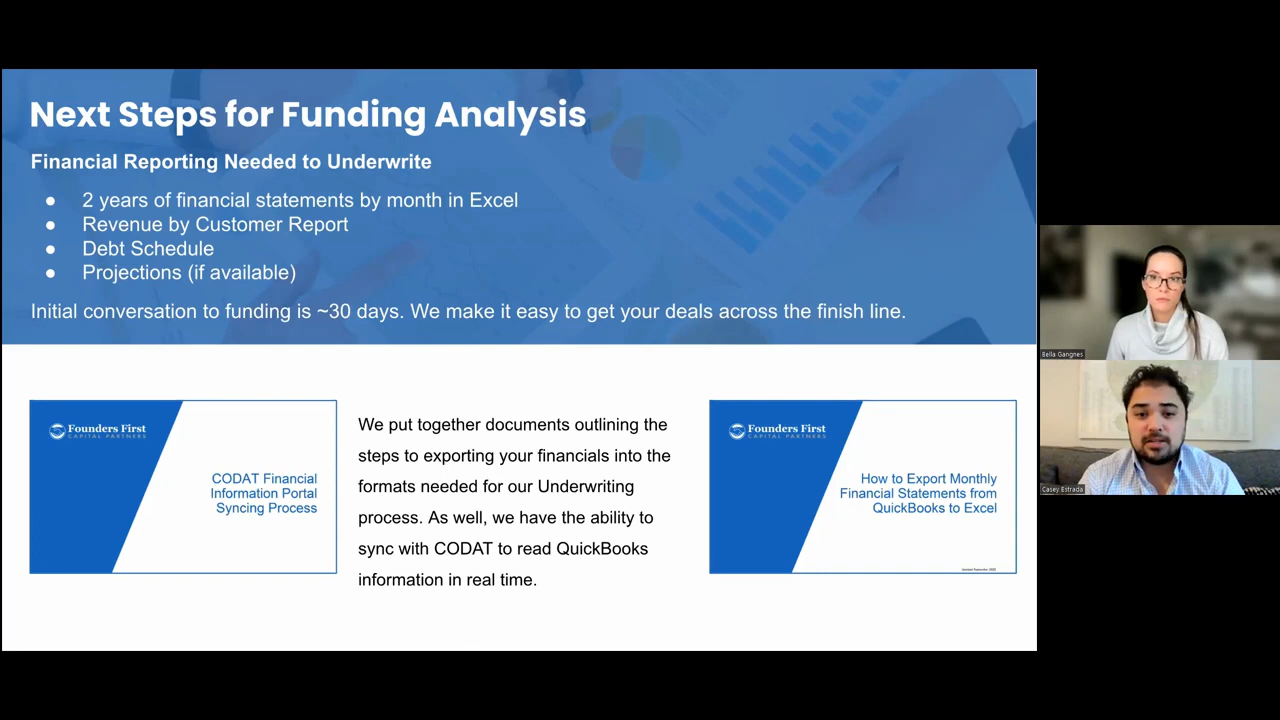 Next Steps for Funding Analysis
Financial Reporting Needed to Underwrite
● 2 years of financial statements by month in Excel
● Revenue by Customer Report
● Debt Schedule
● Projections (if available)
Initial conversation to funding is ~30 days. We make it easy to get your deals across the finish line.
Founders First
CAPITAL PARTNERS
CODAT Financial
Information Portal
Syncing Process
We put together documents outlining the
steps to exporting your financials into the
formats needed for our Underwriting
process. As well, we have the ability to
sync with CODAT to read QuickBooks
information in real time.
Founders First
CAPITAL PARTNERS
How to Export Monthly
Financial Statements from
QuickBooks to Excel
Bella Gangnes
Casey Estrada